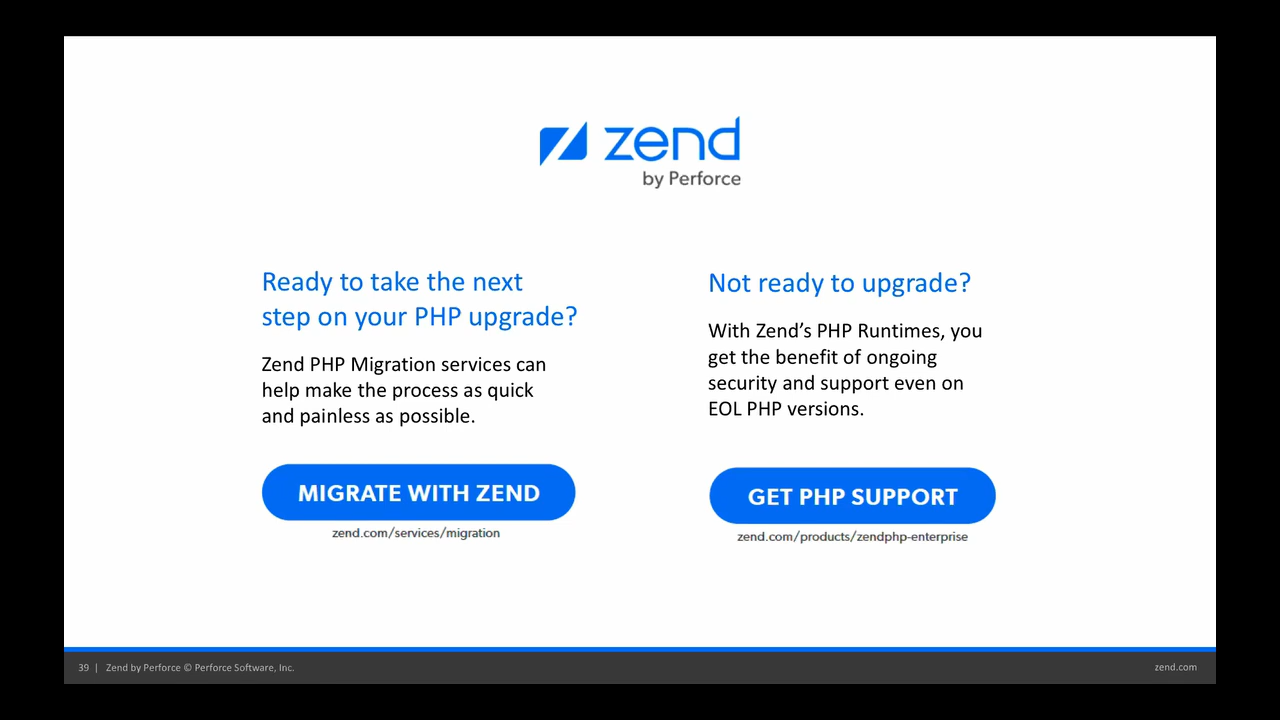 zend
by Perforce
Ready to take the next
step on your PHP upgrade?
Zend PHP Migration services can
help make the process as quick
and painless as possible.
MIGRATE WITH ZEND
zend.com/services/migration
Not ready to upgrade?
With Zend’s PHP Runtimes, you
get the benefit of ongoing
security and support even on
EOL PHP versions.
GET PHP SUPPORT
zend.com/products/zendphp-enterprise
39 | Zend by Perforce © Perforce Software, Inc.
zend.com